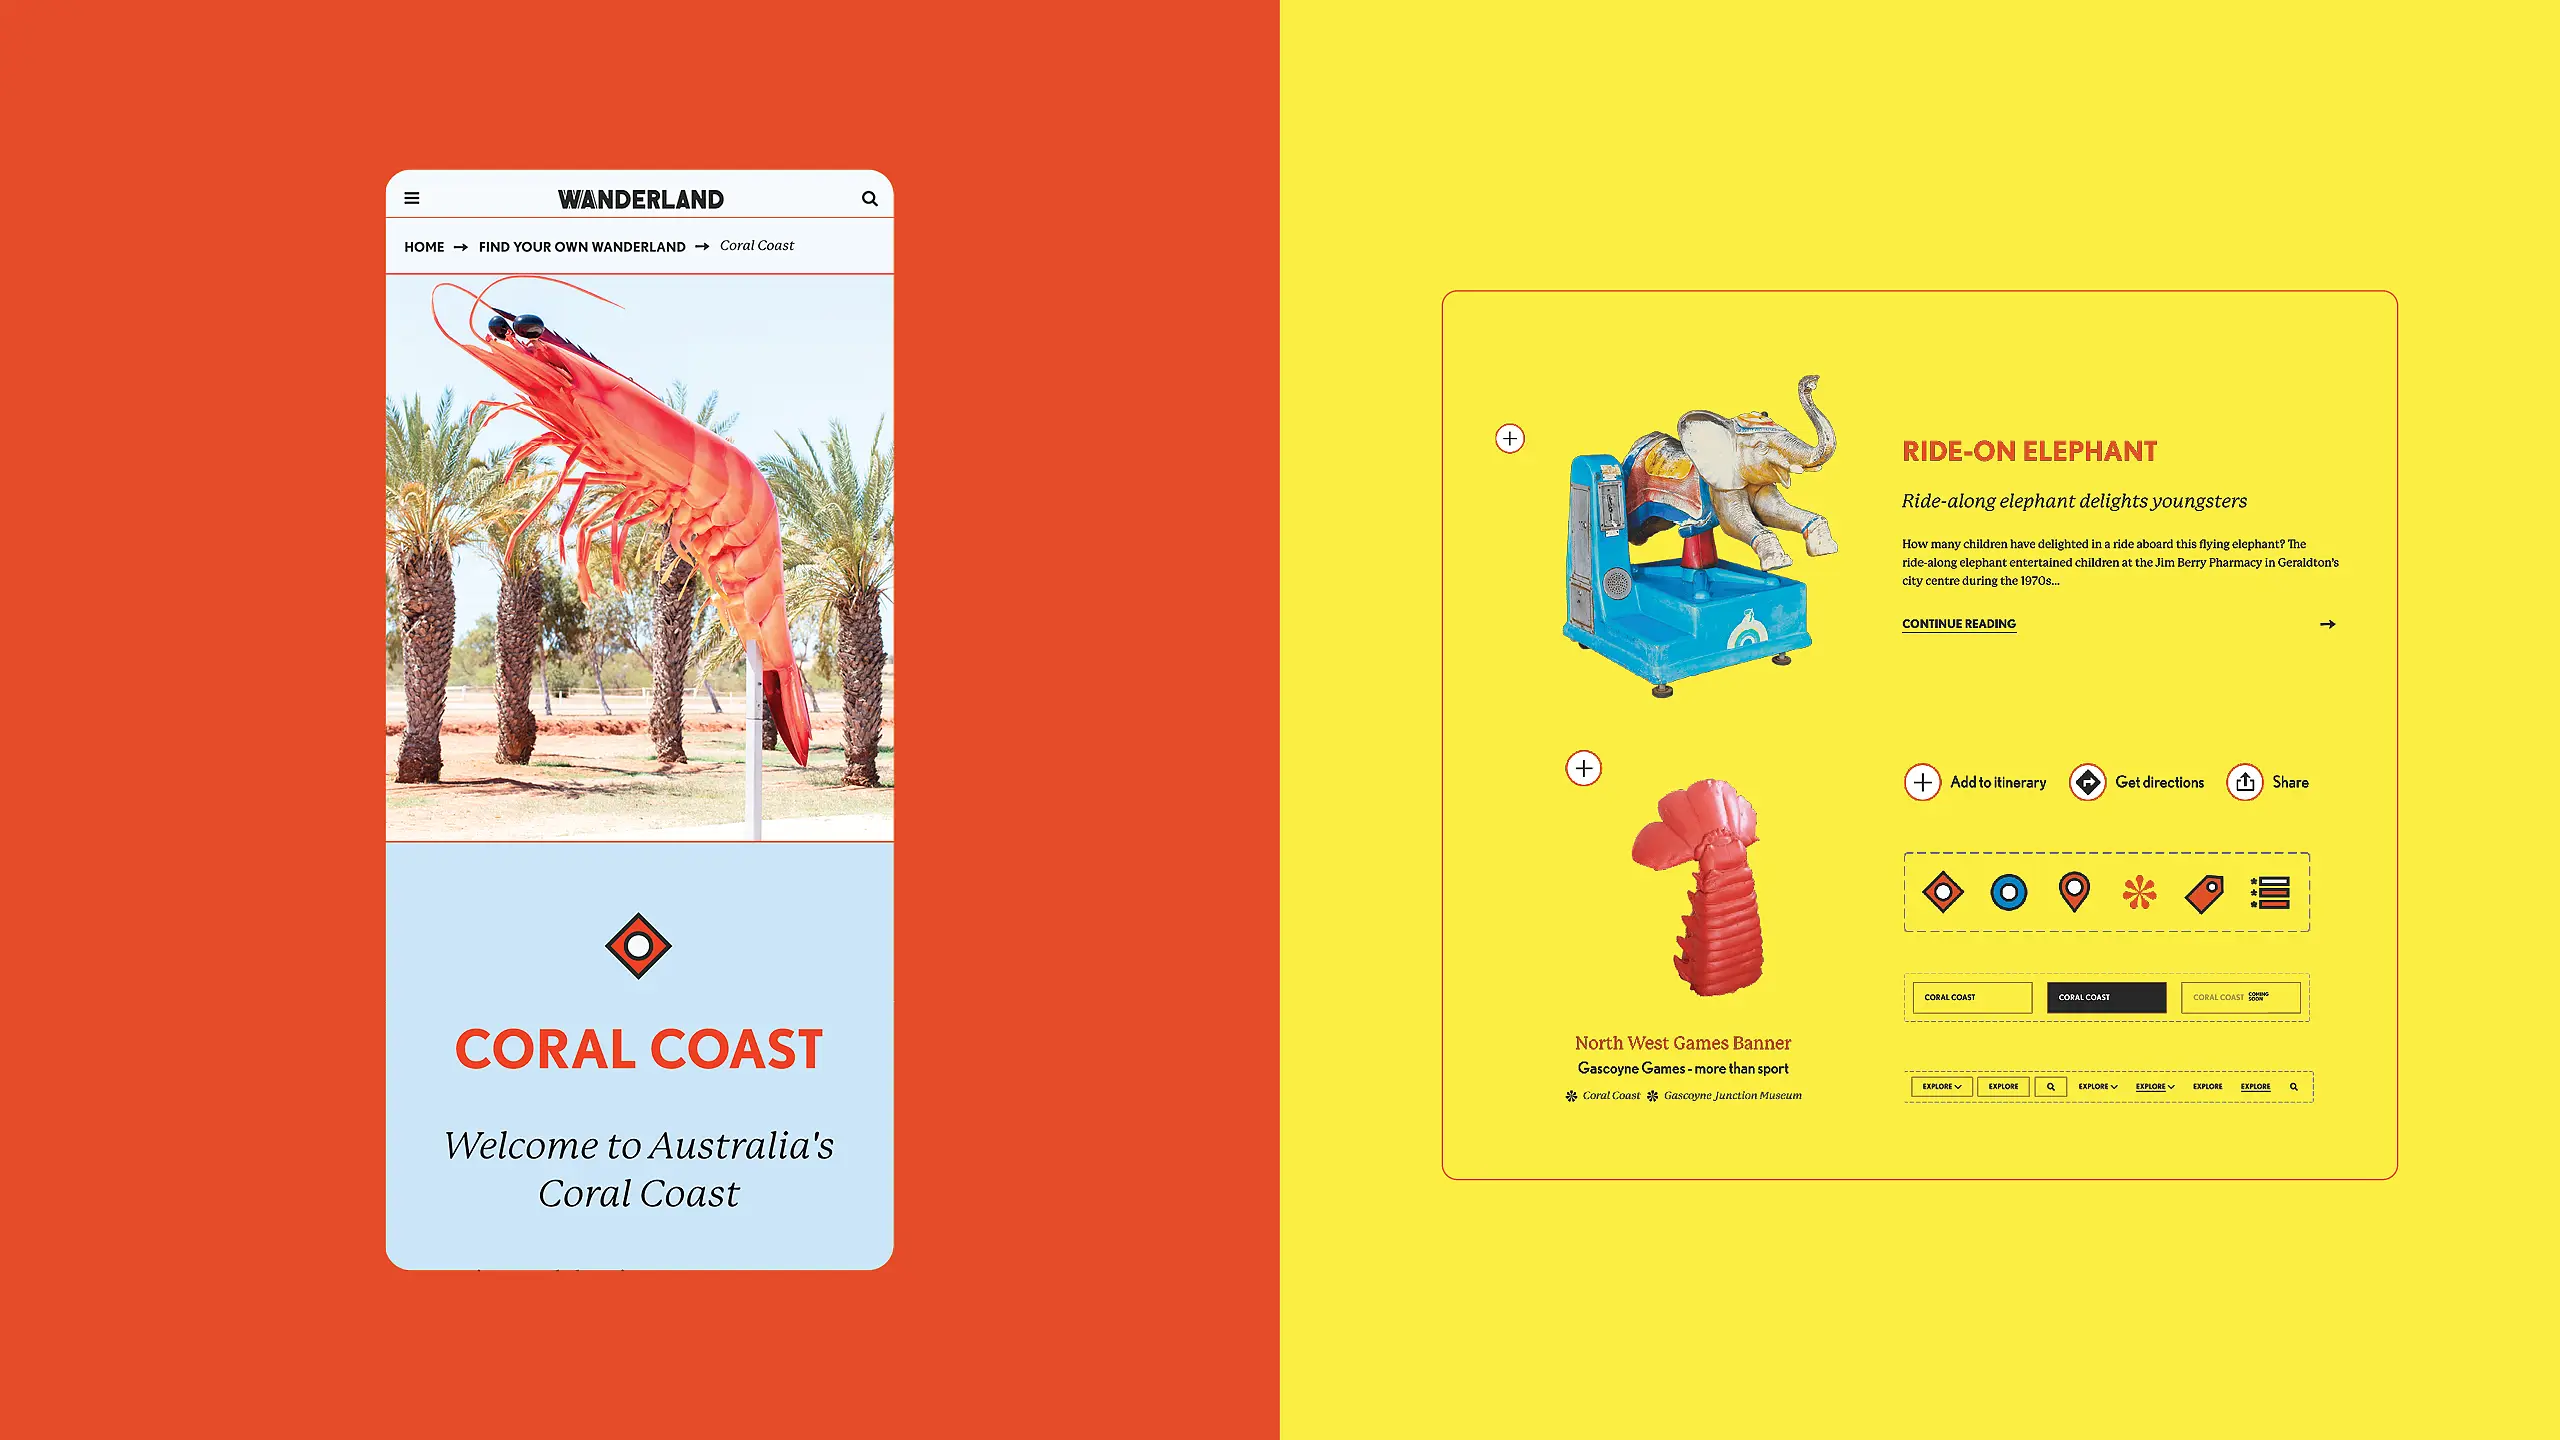 WANDERLAND
HOME → FIND YOUR OWN WANDERLAND → Coral Coast
CORAL COAST
Welcome to Australia's
Coral Coast
RIDE-ON ELEPHANT
Ride-along elephant delights youngsters
How many children have delighted in a ride aboard this flying elephant? The
ride-along elephant entertained children at the Jim Berry Pharmacy in Geraldton's
city centre during the 1970s...
CONTINUE READING →
Add to itinerary Get directions Share
CORAL COAST CORAL COAST CORAL COAST COMING
SOON
North West Games Banner
Gascoyne Games - more than sport
Coral Coast Gascoyne Junction Museum
EXPLORE EXPLORE EXPLORE EXPLORE EXPLORE EXPLORE